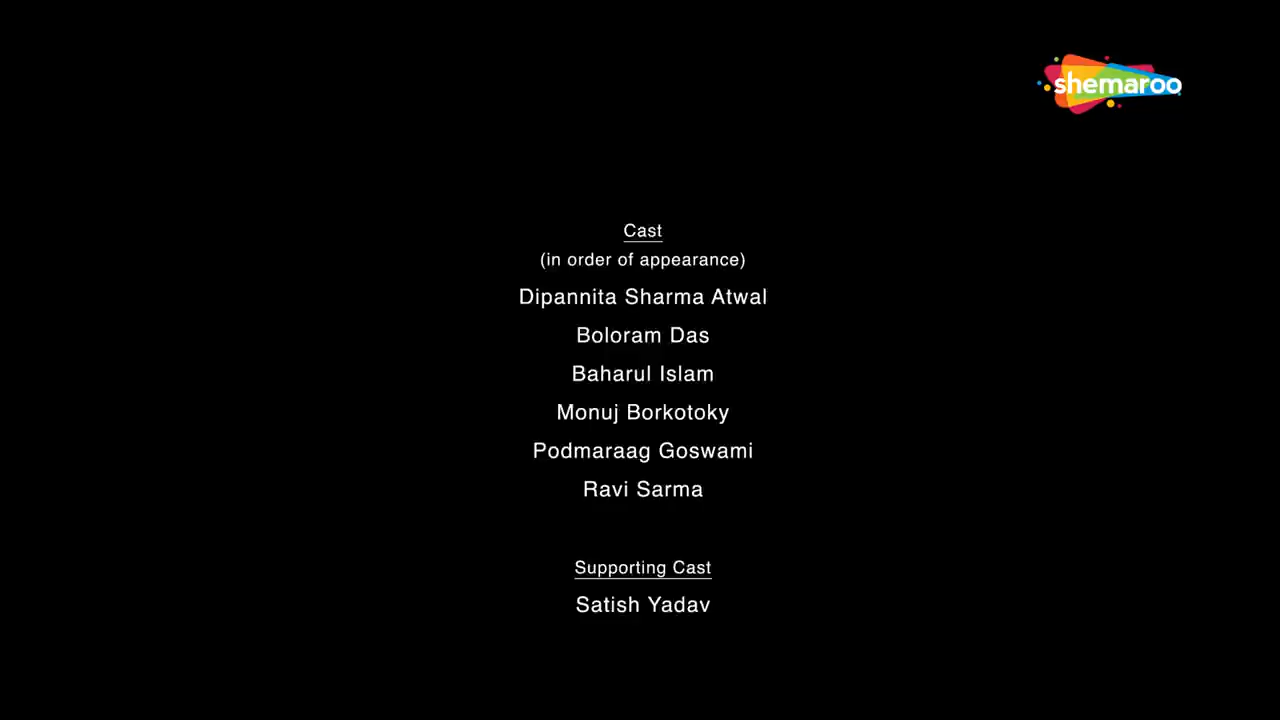 shemaroo
Cast
(in order of appearance)
Dipannita Sharma Atwal
Boloram Das
Baharul Islam
Monuj Borkotoky
Podmaraag Goswami
Ravi Sarma
Supporting Cast
Satish Yadav